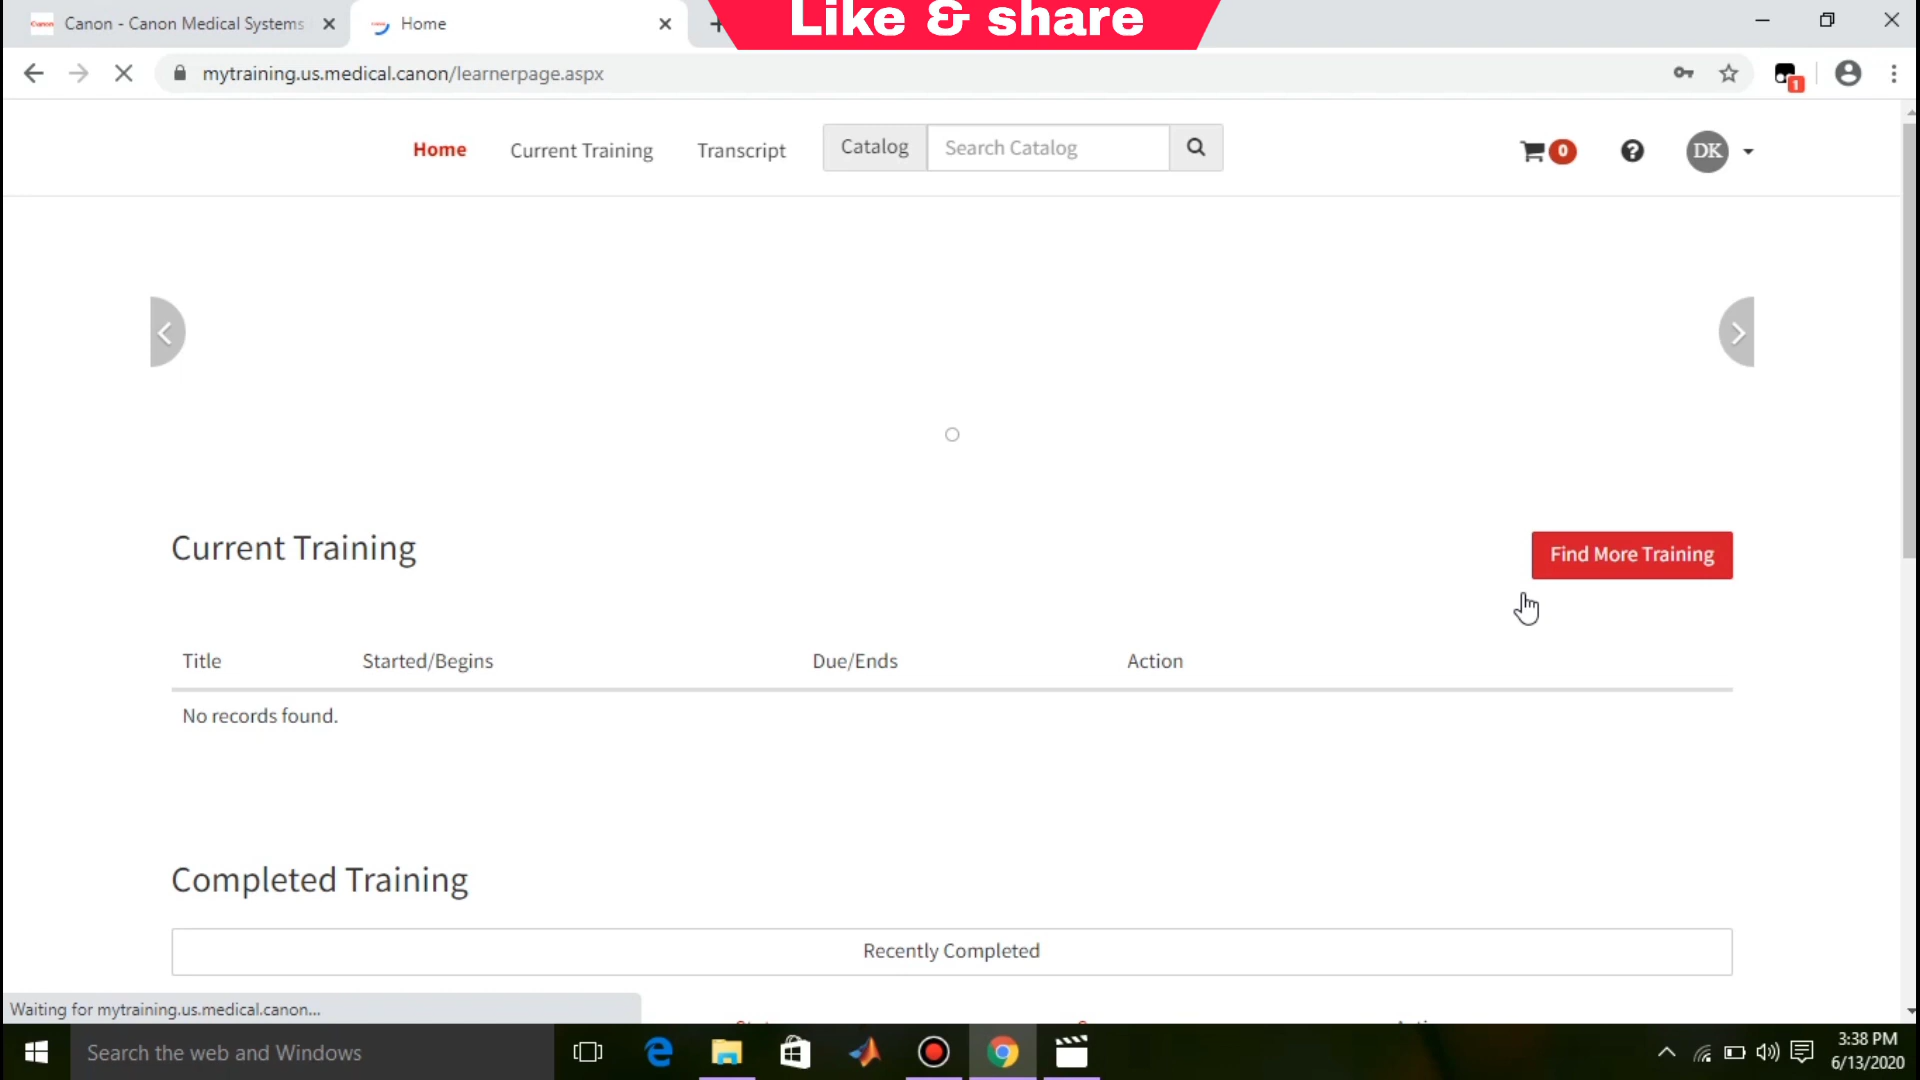 Like & share
Canon - Canon Medical Systems
Home
mytraining.us.medical.canon/learnerpage.aspx
1
Home
Current Training
Transcript
Catalog
Search Catalog
0
DK
Current Training
Find More Training
Title
Started/Begins
Due/Ends
Action
No records found.
Completed Training
Recently Completed
Waiting for mytraining.us.medical.canon...
Search the web and Windows
3:38 PM
6/13/2020